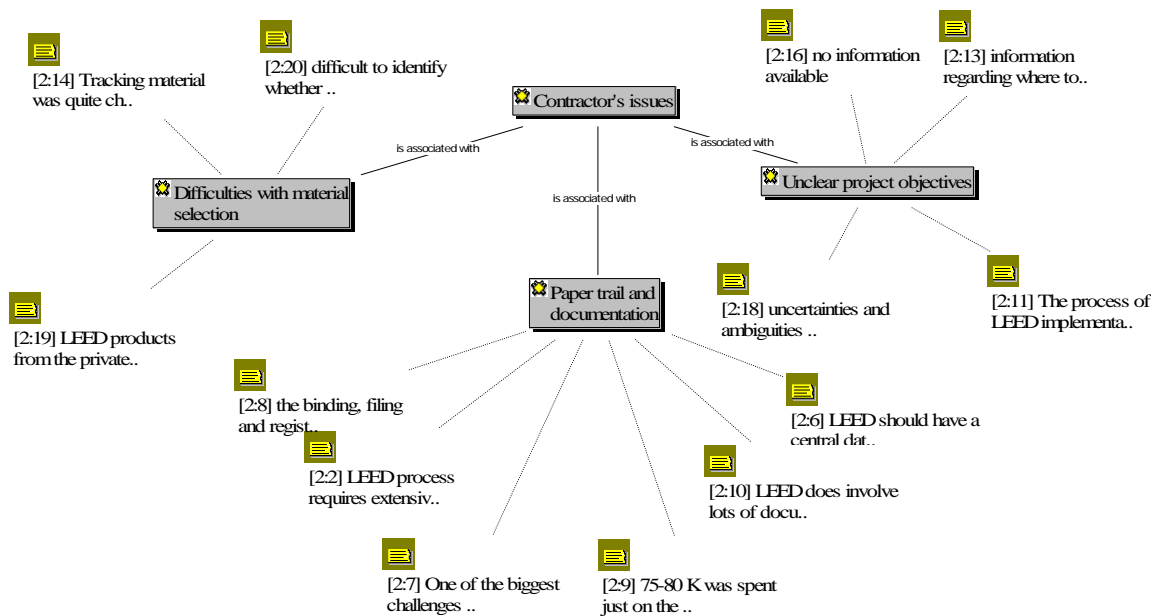 [2:14] Tracking material
was quite ch..
[2:20] difficult to identify
whether ..
[2:16] no information
available
[2:13] information
regarding where to..
Contractor's issues
is associated with
is associated with
is associated with
Difficulties with material
selection
Unclear project objectives
Paper trail and
documentation
[2:19] LEED products
from the private..
[2:18] uncertainties and
ambiguities ..
[2:11] The process of
LEED implementa..
[2:8] the binding, filing
and regist..
[2:6] LEED should have a
central dat..
[2:2] LEED process
requires extensiv..
[2:10] LEED does involve
lots of docu..
[2:7] One of the biggest
challenges ..
[2:9] 75-80 K was spent
just on the ..